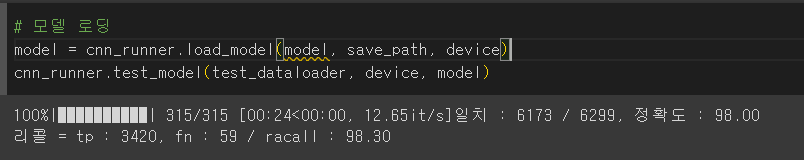 # 모델 로딩
model = cnn_runner.load_model(model, save_path, device)
cnn_runner.test_model(test_dataloader, device, model)
100%|██████████| 315/315 [00:24<00:00, 12.65it/s]일치 : 6173 / 6299, 정확도 : 98.00
리콜 = tp : 3420, fn : 59 / racall : 98.30